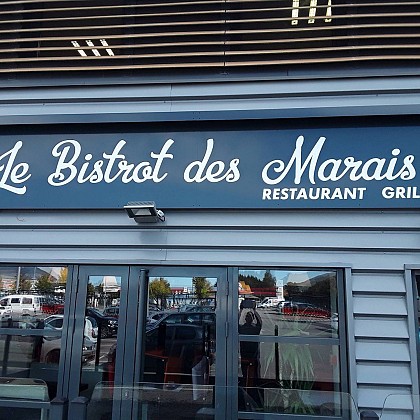 Le Bistrot des Marais
RESTAURANT GRIL